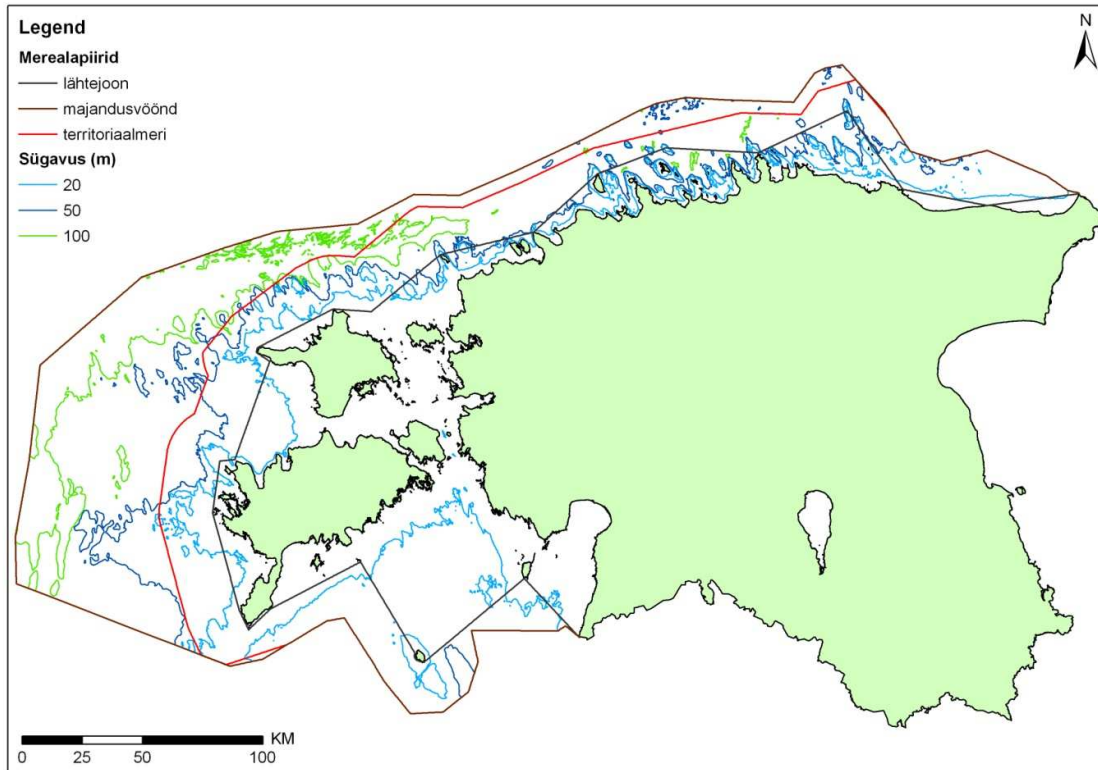 Legend
Merealapiirid
lähtejoon
majandusvöönd
territoriaalmeri
Sügavus (m)
20
50
100
N
KM
0 25 50 100